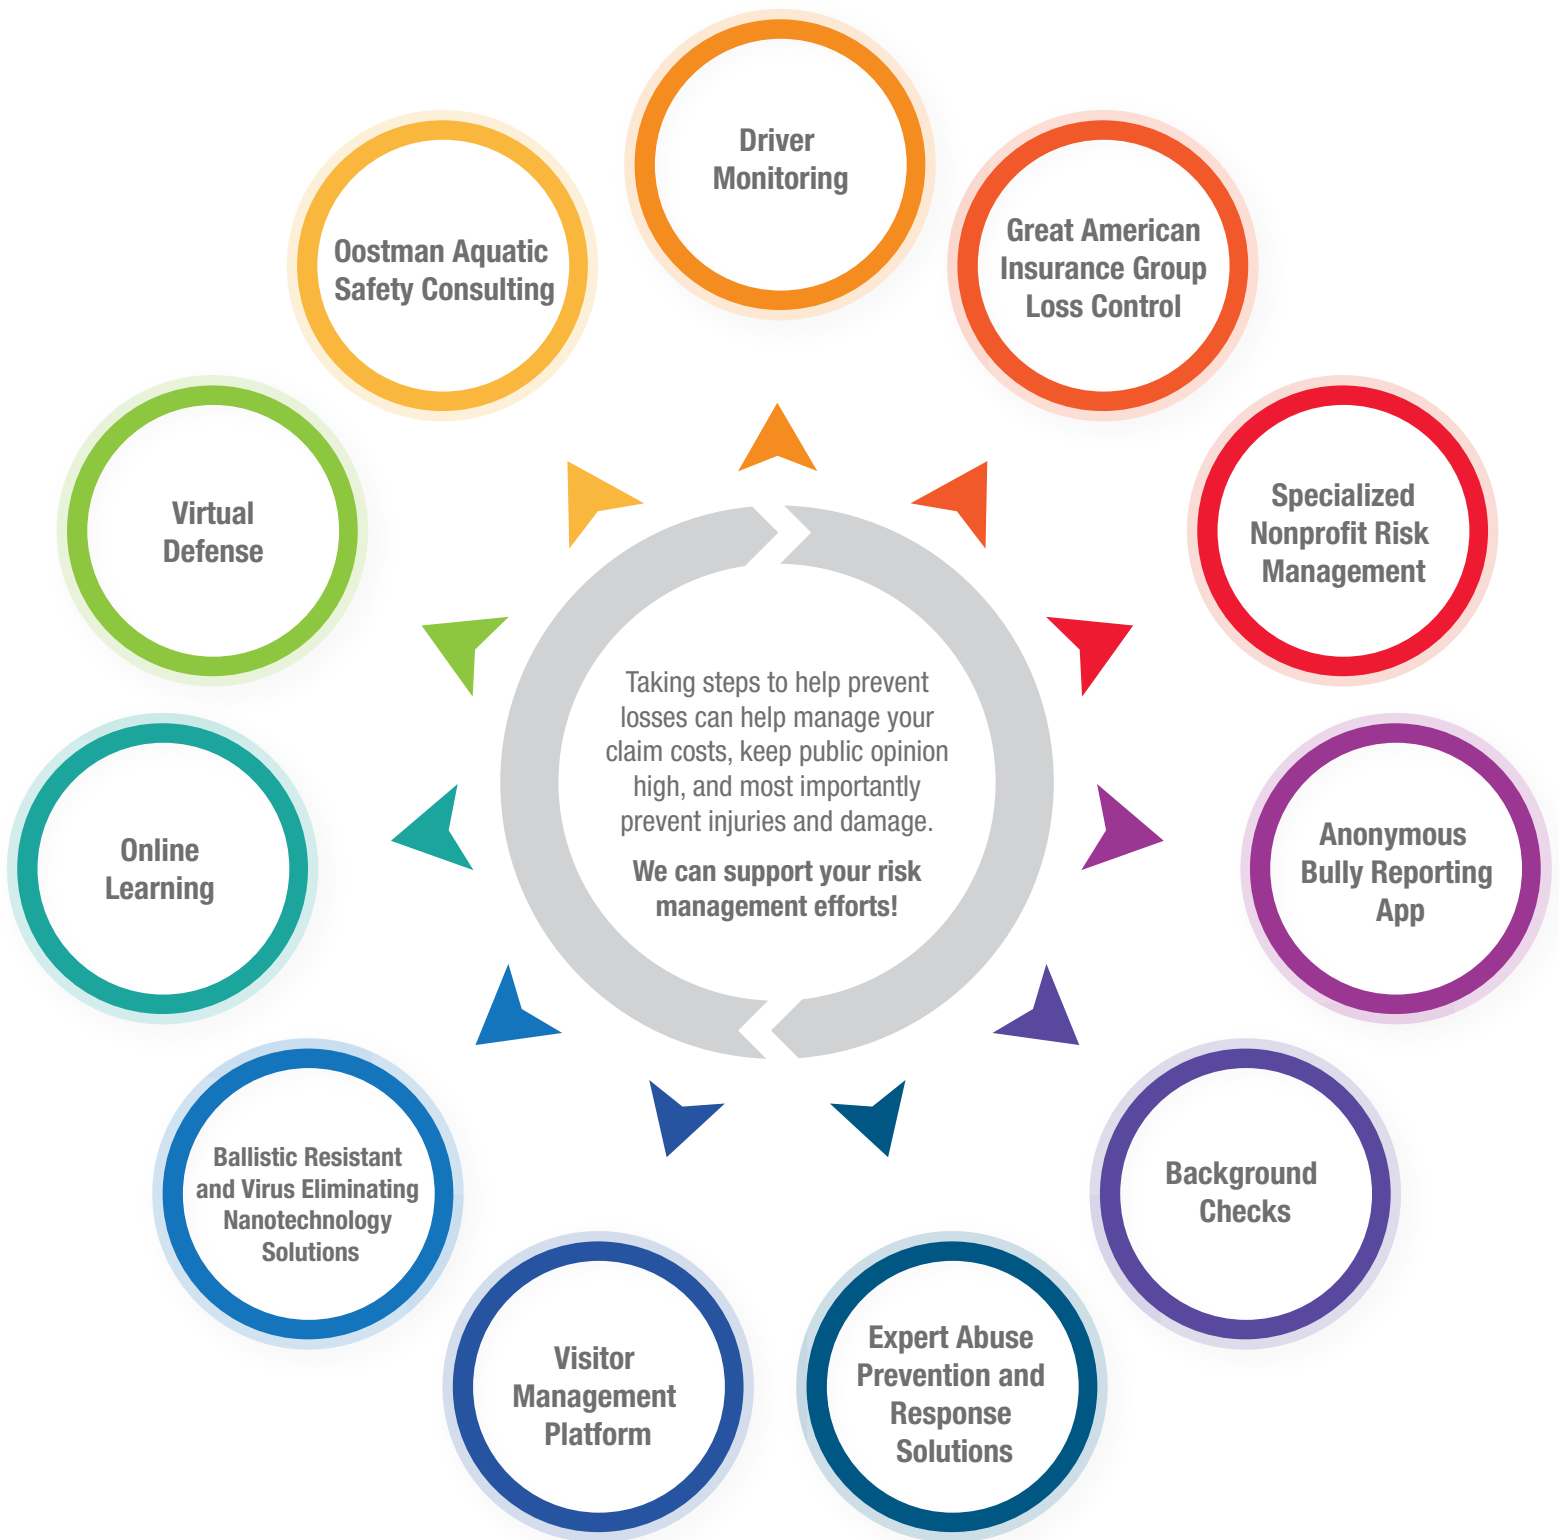 Driver
Monitoring
Great American
Insurance Group
Loss Control
Specialized
Nonprofit Risk
Management
Anonymous
Bully Reporting
App
Background
Checks
Expert Abuse
Prevention and
Response
Solutions
Visitor
Management
Platform
Ballistic Resistant
and Virus Eliminating
Nanotechnology
Solutions
Online
Learning
Virtual
Defense
Oostman Aquatic
Safety Consulting
Taking steps to help prevent
losses can help manage your
claim costs, keep public opinion
high, and most importantly
prevent injuries and damage.
We can support your risk
management efforts!